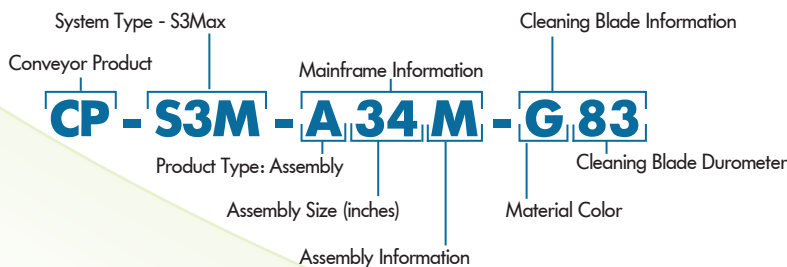 System Type - S3Max
Cleaning Blade Information
Conveyor Product
Mainframe Information
CP - S3M - A 34 M - G 83
Product Type: Assembly
Cleaning Blade Durometer
Assembly Size (inches)
Material Color
Assembly Information